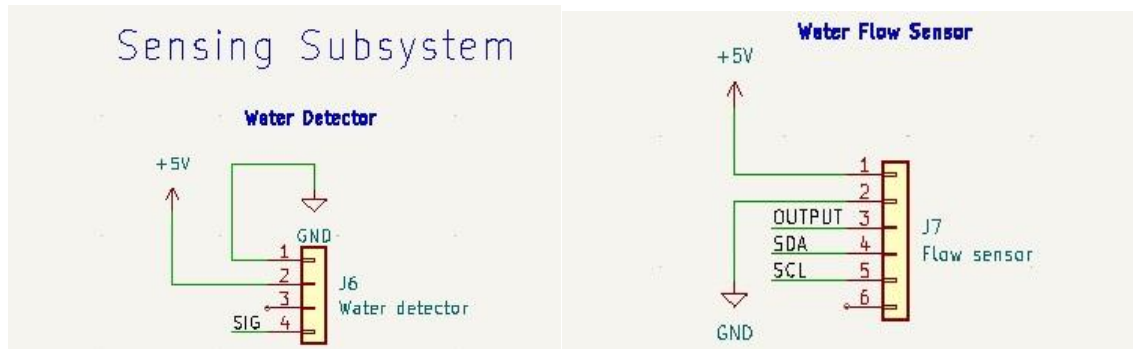 Sensing Subsystem
Water Detector
+5V
GND
1
2
3
4
SIG
J6
Water detector
Water Flow Sensor
+5V
1
2
OUTPUT 3
SDA 4
SCL 5
6
J7
Flow sensor
GND